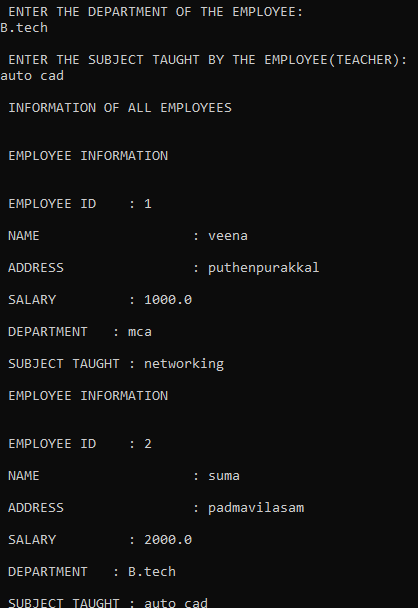 ENTER THE DEPARTMENT OF THE EMPLOYEE:
B.tech
ENTER THE SUBJECT TAUGHT BY THE EMPLOYEE(TEACHER):
auto cad
INFORMATION OF ALL EMPLOYEES
EMPLOYEE INFORMATION
EMPLOYEE ID : 1
NAME : veena
ADDRESS : puthenpurakkal
SALARY : 1000.0
DEPARTMENT : mca
SUBJECT TAUGHT : networking
EMPLOYEE INFORMATION
EMPLOYEE ID : 2
NAME : suma
ADDRESS : padmavilasam
SALARY : 2000.0
DEPARTMENT : B.tech
SUBJECT TAUGHT : auto cad